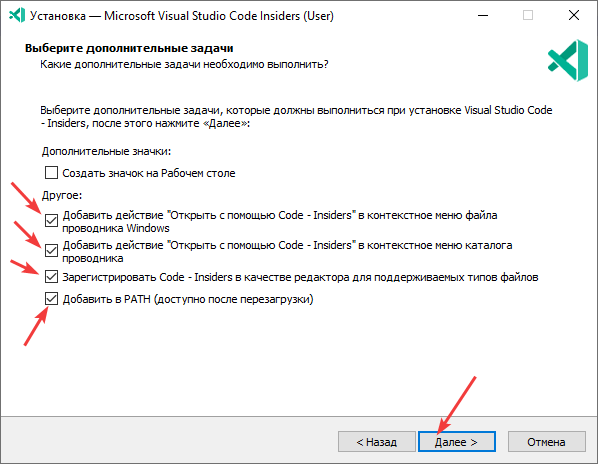 Установка — Microsoft Visual Studio Code Insiders (User)
Выберите дополнительные задачи
Какие дополнительные задачи необходимо выполнить?
Выберите дополнительные задачи, которые должны выполниться при установке Visual Studio Code
- Insiders, после этого нажмите «Далее»:
Дополнительные значки:
Создать значок на Рабочем столе
Другое:
Добавить действие "Открыть с помощью Code - Insiders" в контекстное меню файла
проводника Windows
Добавить действие "Открыть с помощью Code - Insiders" в контекстное меню каталога
проводника
Зарегистрировать Code - Insiders в качестве редактора для поддерживаемых типов файлов
Добавить в PATH (доступно после перезагрузки)
< Назад
Далее >
Отмена